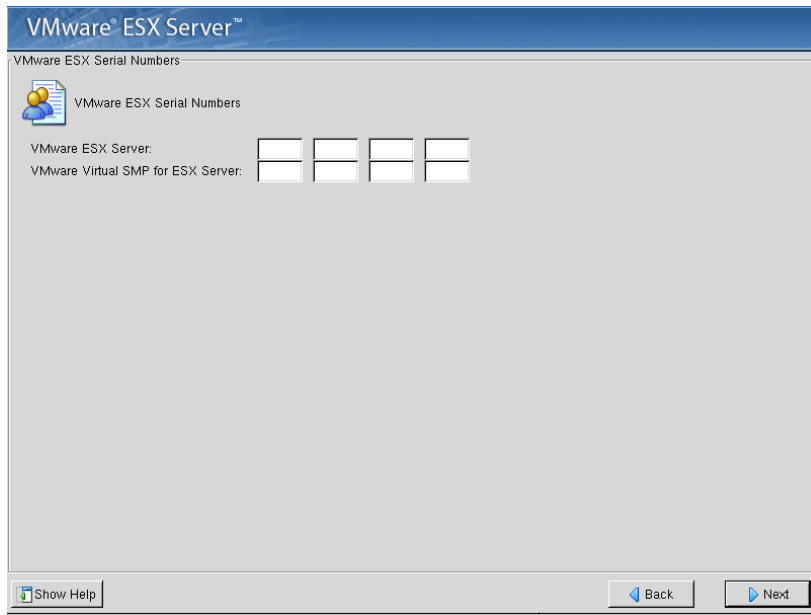 VMware® ESX Server™
VMware ESX Serial Numbers
VMware ESX Serial Numbers
VMware ESX Server:
VMware Virtual SMP for ESX Server:
Show Help
Back
Next